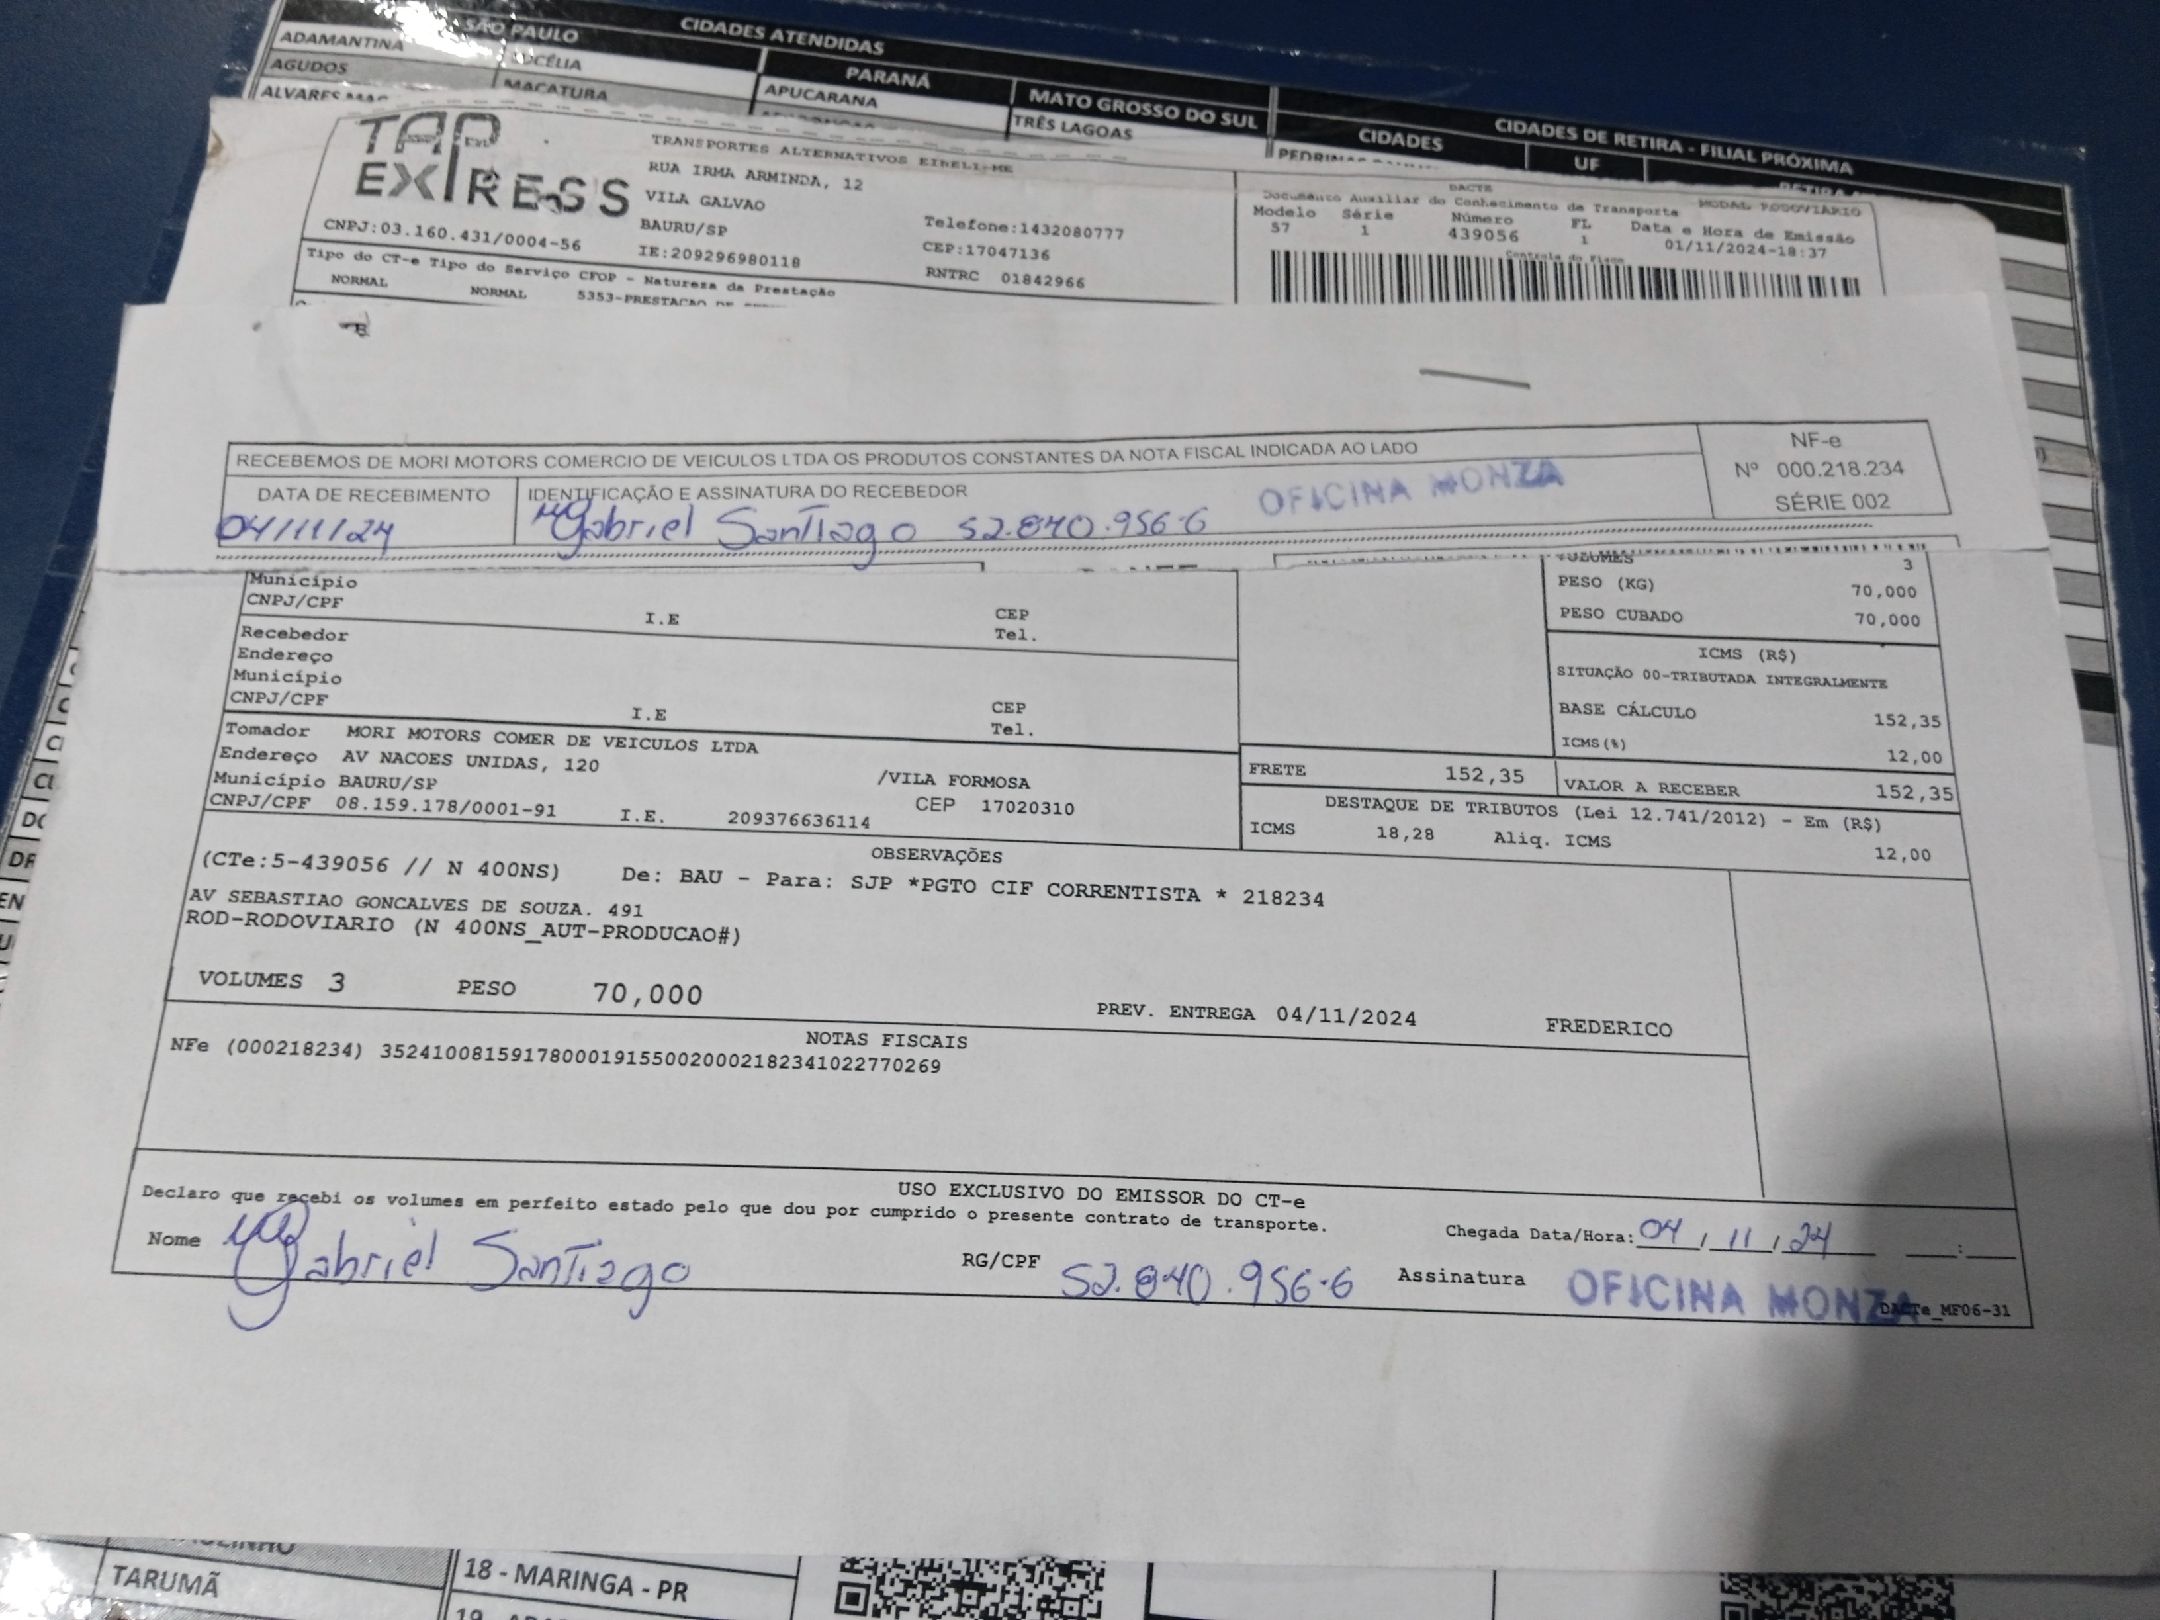 CIDADES ATENDIDAS
SÃO PAULO
PARANÁ
MATO GROSSO DO SUL
CIDADES DE RETIRA - FILIAL PRÓXIMA
CIDADES
UF
ADAMANTINA
AGUDOS
MACATURA
APUCARANA
TRÊS LAGOAS
TAP EXPRESS
TRANSPORTES ALTERNATIVOS EIRELI-ME
RUA IRMA ARMINDA, 12
VILA GALVAO
BAURU/SP
Telefone:1432080777
CNPJ:03.160.431/0004-56
IE:209296980118
CEP:17047136
RNTRC 01842966
DACTE
Documento Auxiliar do Conhecimento de Transporte
MODAL RODOVIÁRIO
Modelo Série Número FL Data e Hora de Emissão
57 1 439056 1 01/11/2024-18:37
Controle do Fisco
Tipo do CT-e Tipo do Serviço CFOP - Natureza da Prestação
NORMAL NORMAL 5353-PRESTACAO DE
RECEBEMOS DE MORI MOTORS COMERCIO DE VEICULOS LTDA OS PRODUTOS CONSTANTES DA NOTA FISCAL INDICADA AO LADO
NF-e
Nº 000.218.234
SÉRIE 002
DATA DE RECEBIMENTO
IDENTIFICAÇÃO E ASSINATURA DO RECEBEDOR
OFICINA MONZA
04/11/24
Gabriel Santiago 52.840.956-6
VOLUMES 3
PESO (KG) 70,000
PESO CUBADO 70,000
Município
CNPJ/CPF I.E CEP
Recebedor Tel.
Endereço
Município
CNPJ/CPF I.E CEP
Tel.
ICMS (R$)
SITUAÇÃO 00-TRIBUTADA INTEGRALMENTE
BASE CÁLCULO 152,35
ICMS(%) 12,00
Tomador MORI MOTORS COMER DE VEICULOS LTDA
Endereço AV NACOES UNIDAS, 120 /VILA FORMOSA
Município BAURU/SP CEP 17020310
CNPJ/CPF 08.159.178/0001-91 I.E. 209376636114
FRETE 152,35 VALOR A RECEBER 152,35
DESTAQUE DE TRIBUTOS (Lei 12.741/2012) - Em (R$)
ICMS 18,28 Aliq. ICMS 12,00
OBSERVAÇÕES
(CTe:5-439056 // N 400NS) De: BAU - Para: SJP *PGTO CIF CORRENTISTA * 218234
AV SEBASTIAO GONCALVES DE SOUZA. 491
ROD-RODOVIARIO (N 400NS_AUT-PRODUCAO#)
VOLUMES 3 PESO 70,000 PREV. ENTREGA 04/11/2024 FREDERICO
NOTAS FISCAIS
NFe (000218234) 35241008159178000191550020002182341022770269
USO EXCLUSIVO DO EMISSOR DO CT-e
Declaro que recebi os volumes em perfeito estado pelo que dou por cumprido o presente contrato de transporte.
Chegada Data/Hora: 04/11/24 __:__
Nome Gabriel Santiago RG/CPF 52.840.956-6 Assinatura OFICINA MONZA
DACTe_MF06-31
TARUMÃ
18 - MARINGA - PR